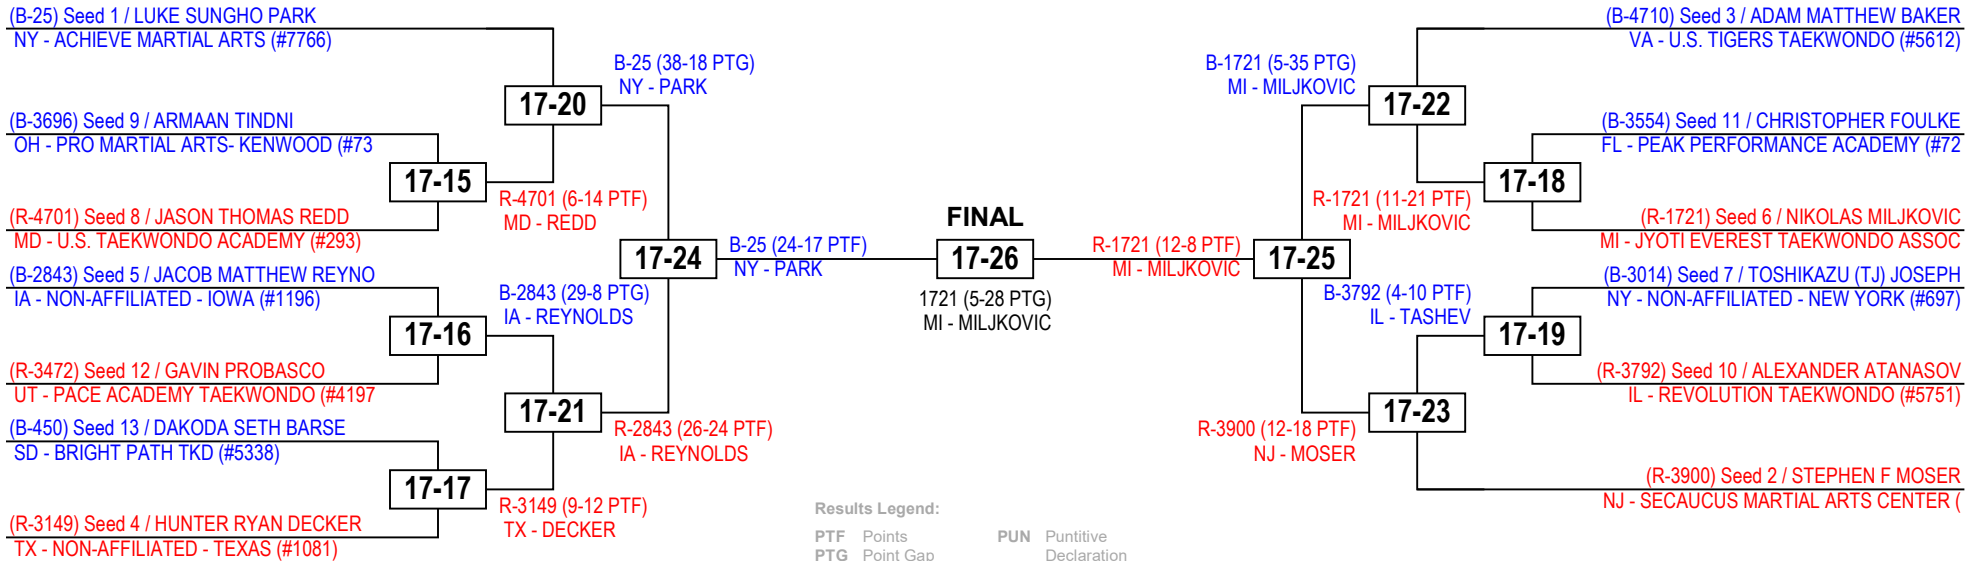 (B-25) Seed 1 / LUKE SUNGHO PARK
NY - ACHIEVE MARTIAL ARTS (#7766)
B-25 (38-18 PTG)
NY - PARK
17-20
(B-3696) Seed 9 / ARMAAN TINDNI
OH - PRO MARTIAL ARTS- KENWOOD (#73
17-15
R-4701 (6-14 PTF)
MD - REDD
(R-4701) Seed 8 / JASON THOMAS REDD
MD - U.S. TAEKWONDO ACADEMY (#293)
17-24
B-25 (24-17 PTF)
NY - PARK
(B-2843) Seed 5 / JACOB MATTHEW REYNO
IA - NON-AFFILIATED - IOWA (#1196)
B-2843 (29-8 PTG)
IA - REYNOLDS
17-16
(R-3472) Seed 12 / GAVIN PROBASCO
UT - PACE ACADEMY TAEKWONDO (#4197
17-21
R-2843 (26-24 PTF)
IA - REYNOLDS
(B-450) Seed 13 / DAKODA SETH BARSE
SD - BRIGHT PATH TKD (#5338)
17-17
R-3149 (9-12 PTF)
TX - DECKER
(R-3149) Seed 4 / HUNTER RYAN DECKER
TX - NON-AFFILIATED - TEXAS (#1081)
FINAL
17-26
1721 (5-28 PTG)
MI - MILJKOVIC
(B-4710) Seed 3 / ADAM MATTHEW BAKER
VA - U.S. TIGERS TAEKWONDO (#5612)
B-1721 (5-35 PTG)
MI - MILJKOVIC
17-22
(B-3554) Seed 11 / CHRISTOPHER FOULKE
FL - PEAK PERFORMANCE ACADEMY (#72
17-18
R-1721 (11-21 PTF)
MI - MILJKOVIC
(R-1721) Seed 6 / NIKOLAS MILJKOVIC
MI - JYOTI EVEREST TAEKWONDO ASSOC
R-1721 (12-8 PTF)
MI - MILJKOVIC
17-25
(B-3014) Seed 7 / TOSHIKAZU (TJ) JOSEPH
NY - NON-AFFILIATED - NEW YORK (#697)
B-3792 (4-10 PTF)
IL - TASHEV
17-19
(R-3792) Seed 10 / ALEXANDER ATANASOV
IL - REVOLUTION TAEKWONDO (#5751)
17-23
R-3900 (12-18 PTF)
NJ - MOSER
(R-3900) Seed 2 / STEPHEN F MOSER
NJ - SECAUCUS MARTIAL ARTS CENTER (
Results Legend:
PTF Points PUN Puntitive
PTG Point Gap Declaration